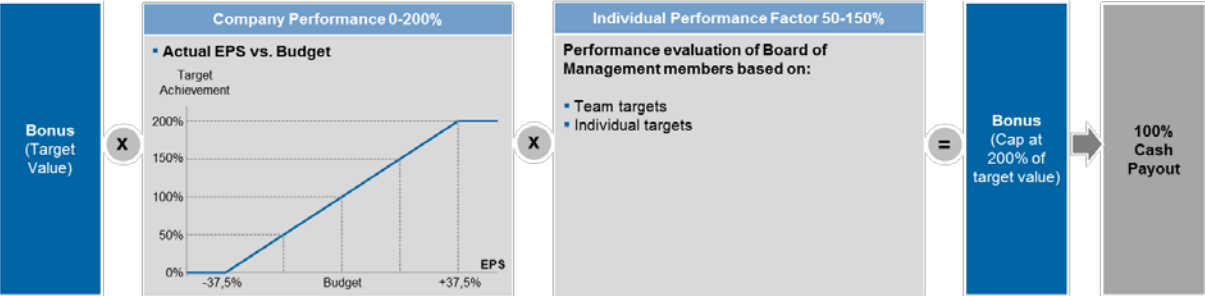 Bonus
(Target
Value)
x
Company Performance 0-200%
▪ Actual EPS vs. Budget
Target
Achievement
200%
150%
100%
50%
0%
-37,5%
Budget
+37,5%
EPS
x
Individual Performance Factor 50-150%
Performance evaluation of Board of
Management members based on:
▪ Team targets
▪ Individual targets
=
Bonus
(Cap at
200% of
target value)
100%
Cash
Payout